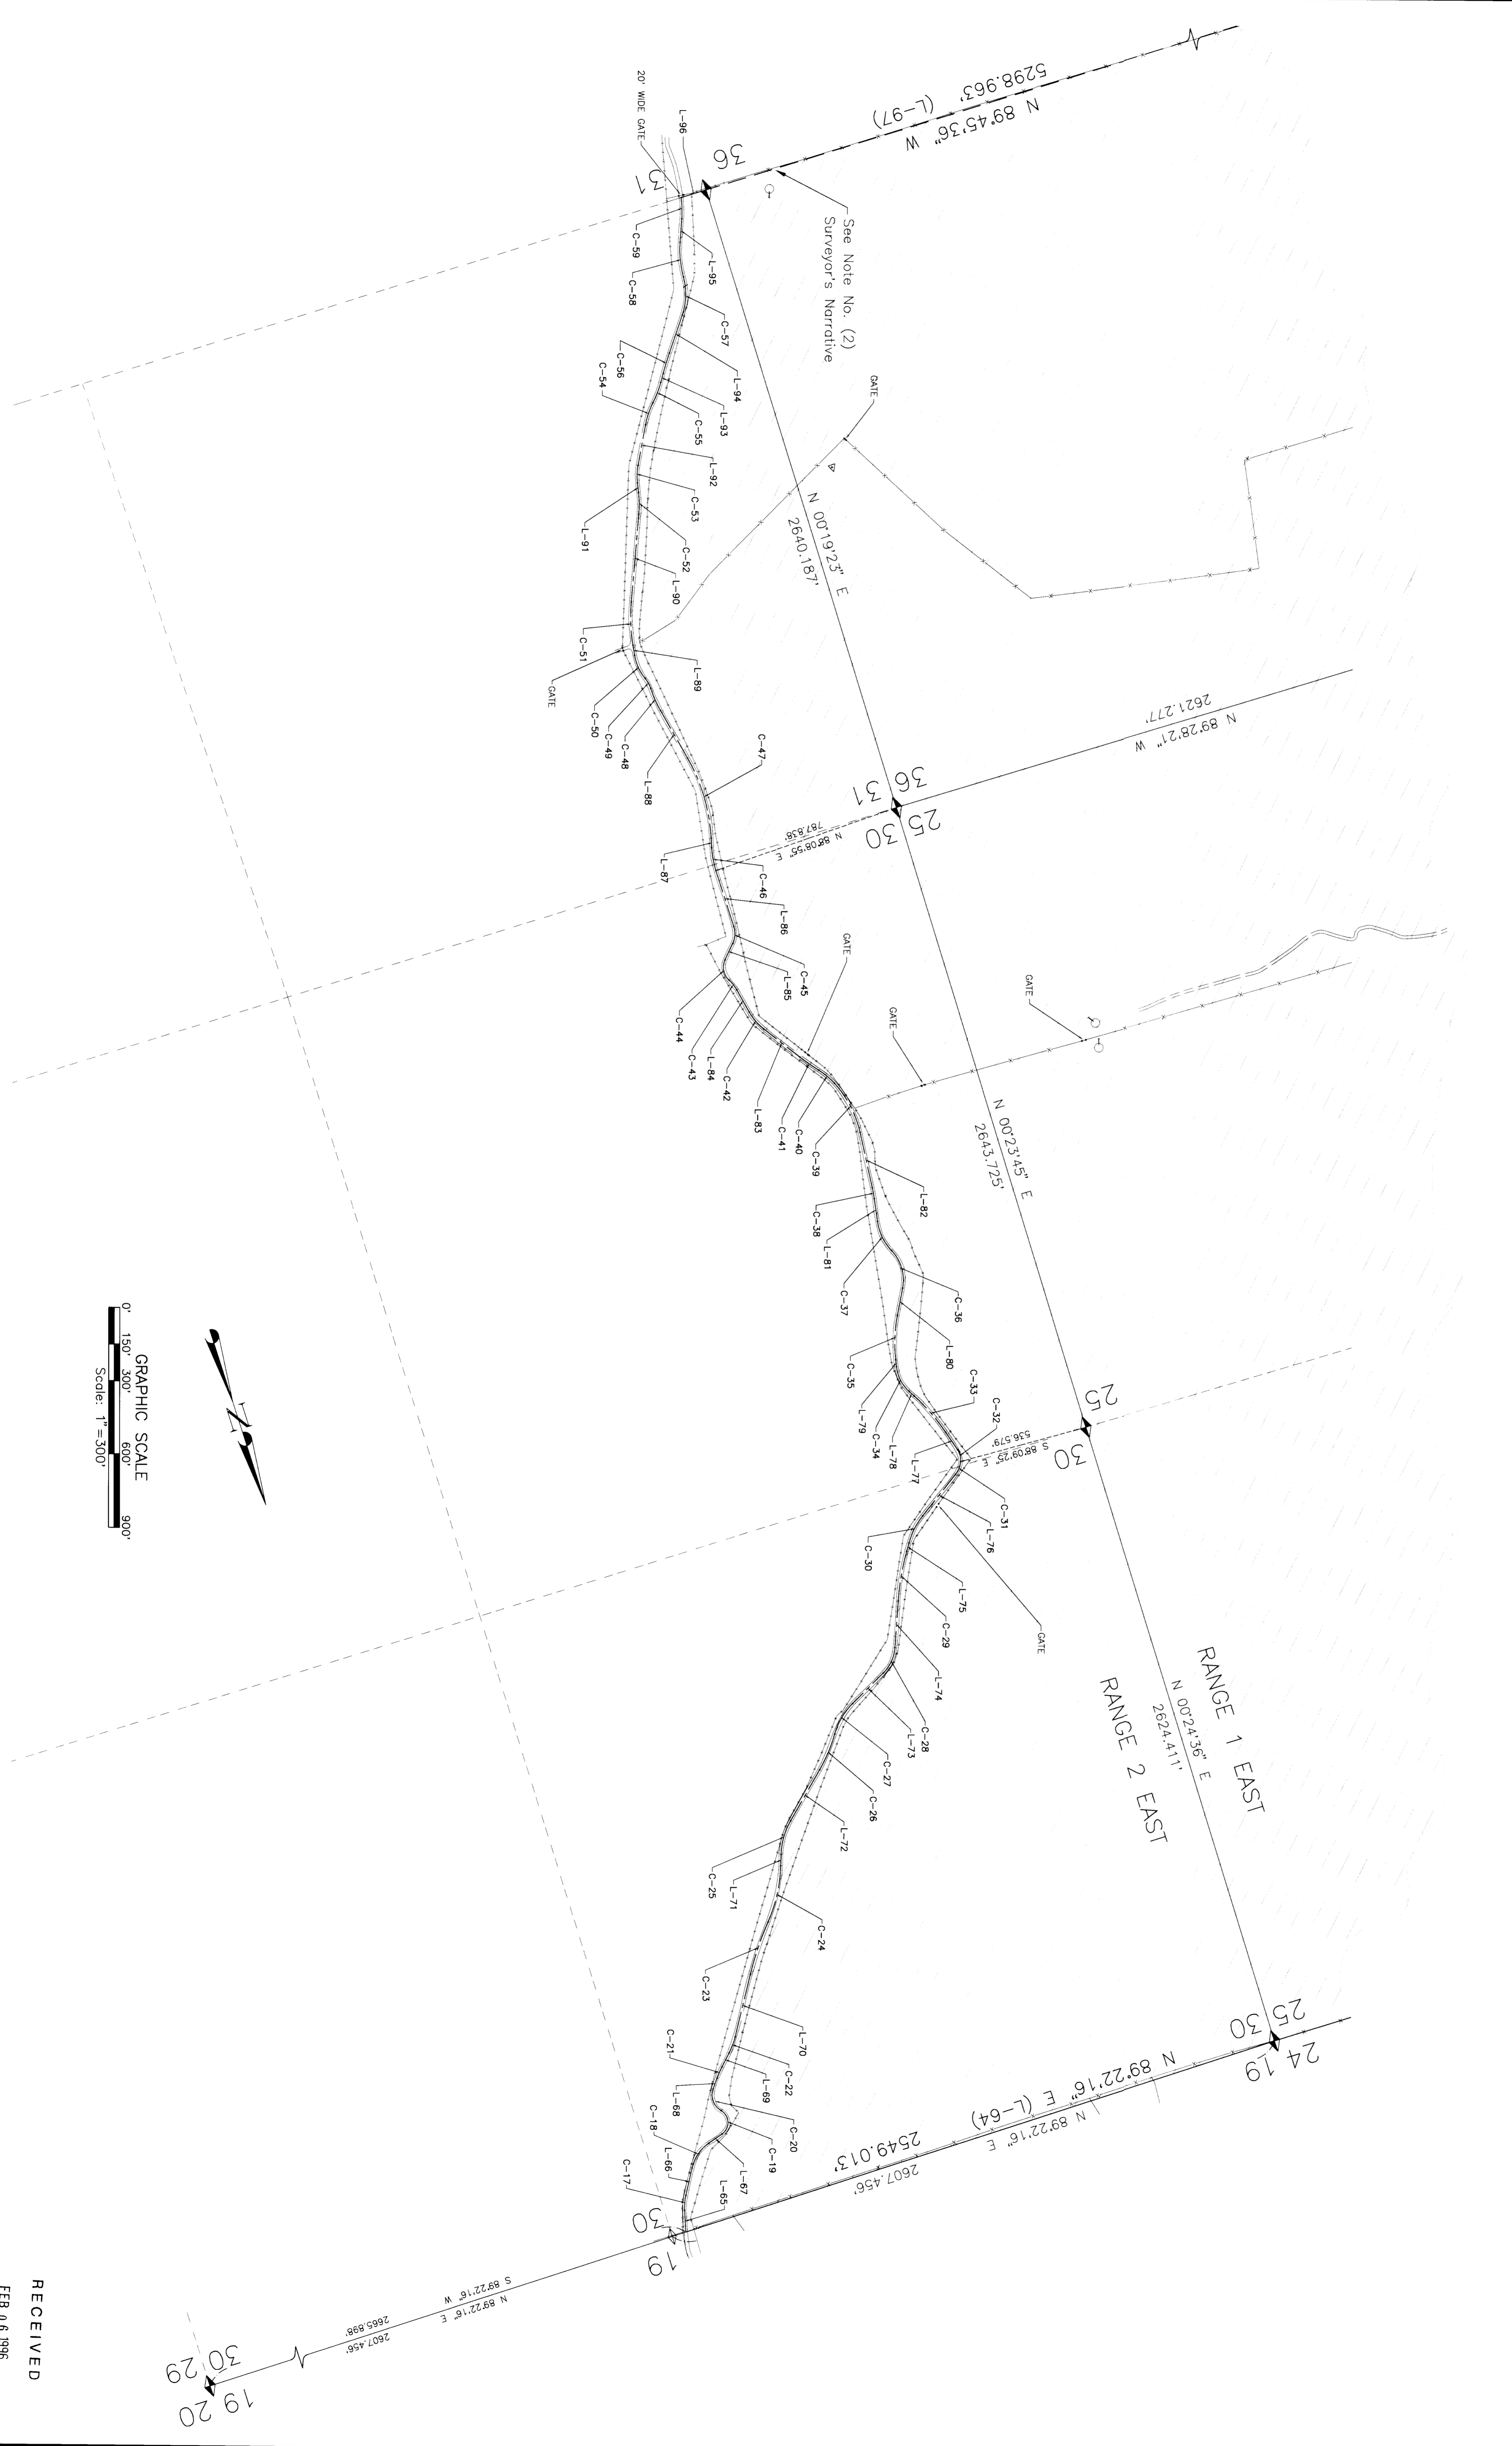 5298.963' (L-97)
N 89°45'36" W
20' WIDE GATE
L-96
36
31
See Note No. (2)
Surveyor's Narrative
C-59
L-95
C-58
C-57
C-56
L-94
C-54
L-93
C-55
GATE
L-92
C-53
L-91
C-52
L-90
N 00°19'23" E
2640.187'
C-51
L-89
GATE
C-50
C-49
C-48
L-88
C-47
2621.277'
N 89°28'21" W
36
31
25
30
787.838'
N 88°08'55" E
L-87
C-46
L-86
C-45
L-85
GATE
C-44
C-43
L-84
C-42
L-83
C-41
C-40
C-39
GATE
GATE
N 00°23'45" E
2643.725'
L-82
C-38
L-81
C-37
C-36
L-80
C-35
L-79
C-34
L-78
C-33
L-77
C-32
25
30
536.579'
S 88°09'25" E
C-31
L-76
C-30
L-75
C-29
GATE
L-74
C-28
L-73
C-27
C-26
L-72
RANGE 1 EAST
RANGE 2 EAST
N 00°24'36" E
2624.411'
C-25
L-71
C-24
C-23
L-70
C-21
C-22
L-69
L-68
C-20
C-18
C-19
L-67
L-66
C-17
L-65
25
30
24
19
N 89°22'16" E (L-64)
2549.013'
N 89°22'16" E
2607.456'
30
19
S 89°22'16" W
2665.898'
N 89°22'16" E
2607.456'
30
29
19
20
GRAPHIC SCALE
0' 150' 300' 600' 900'
Scale: 1"=300'
N
RECEIVED
FEB 06 1996